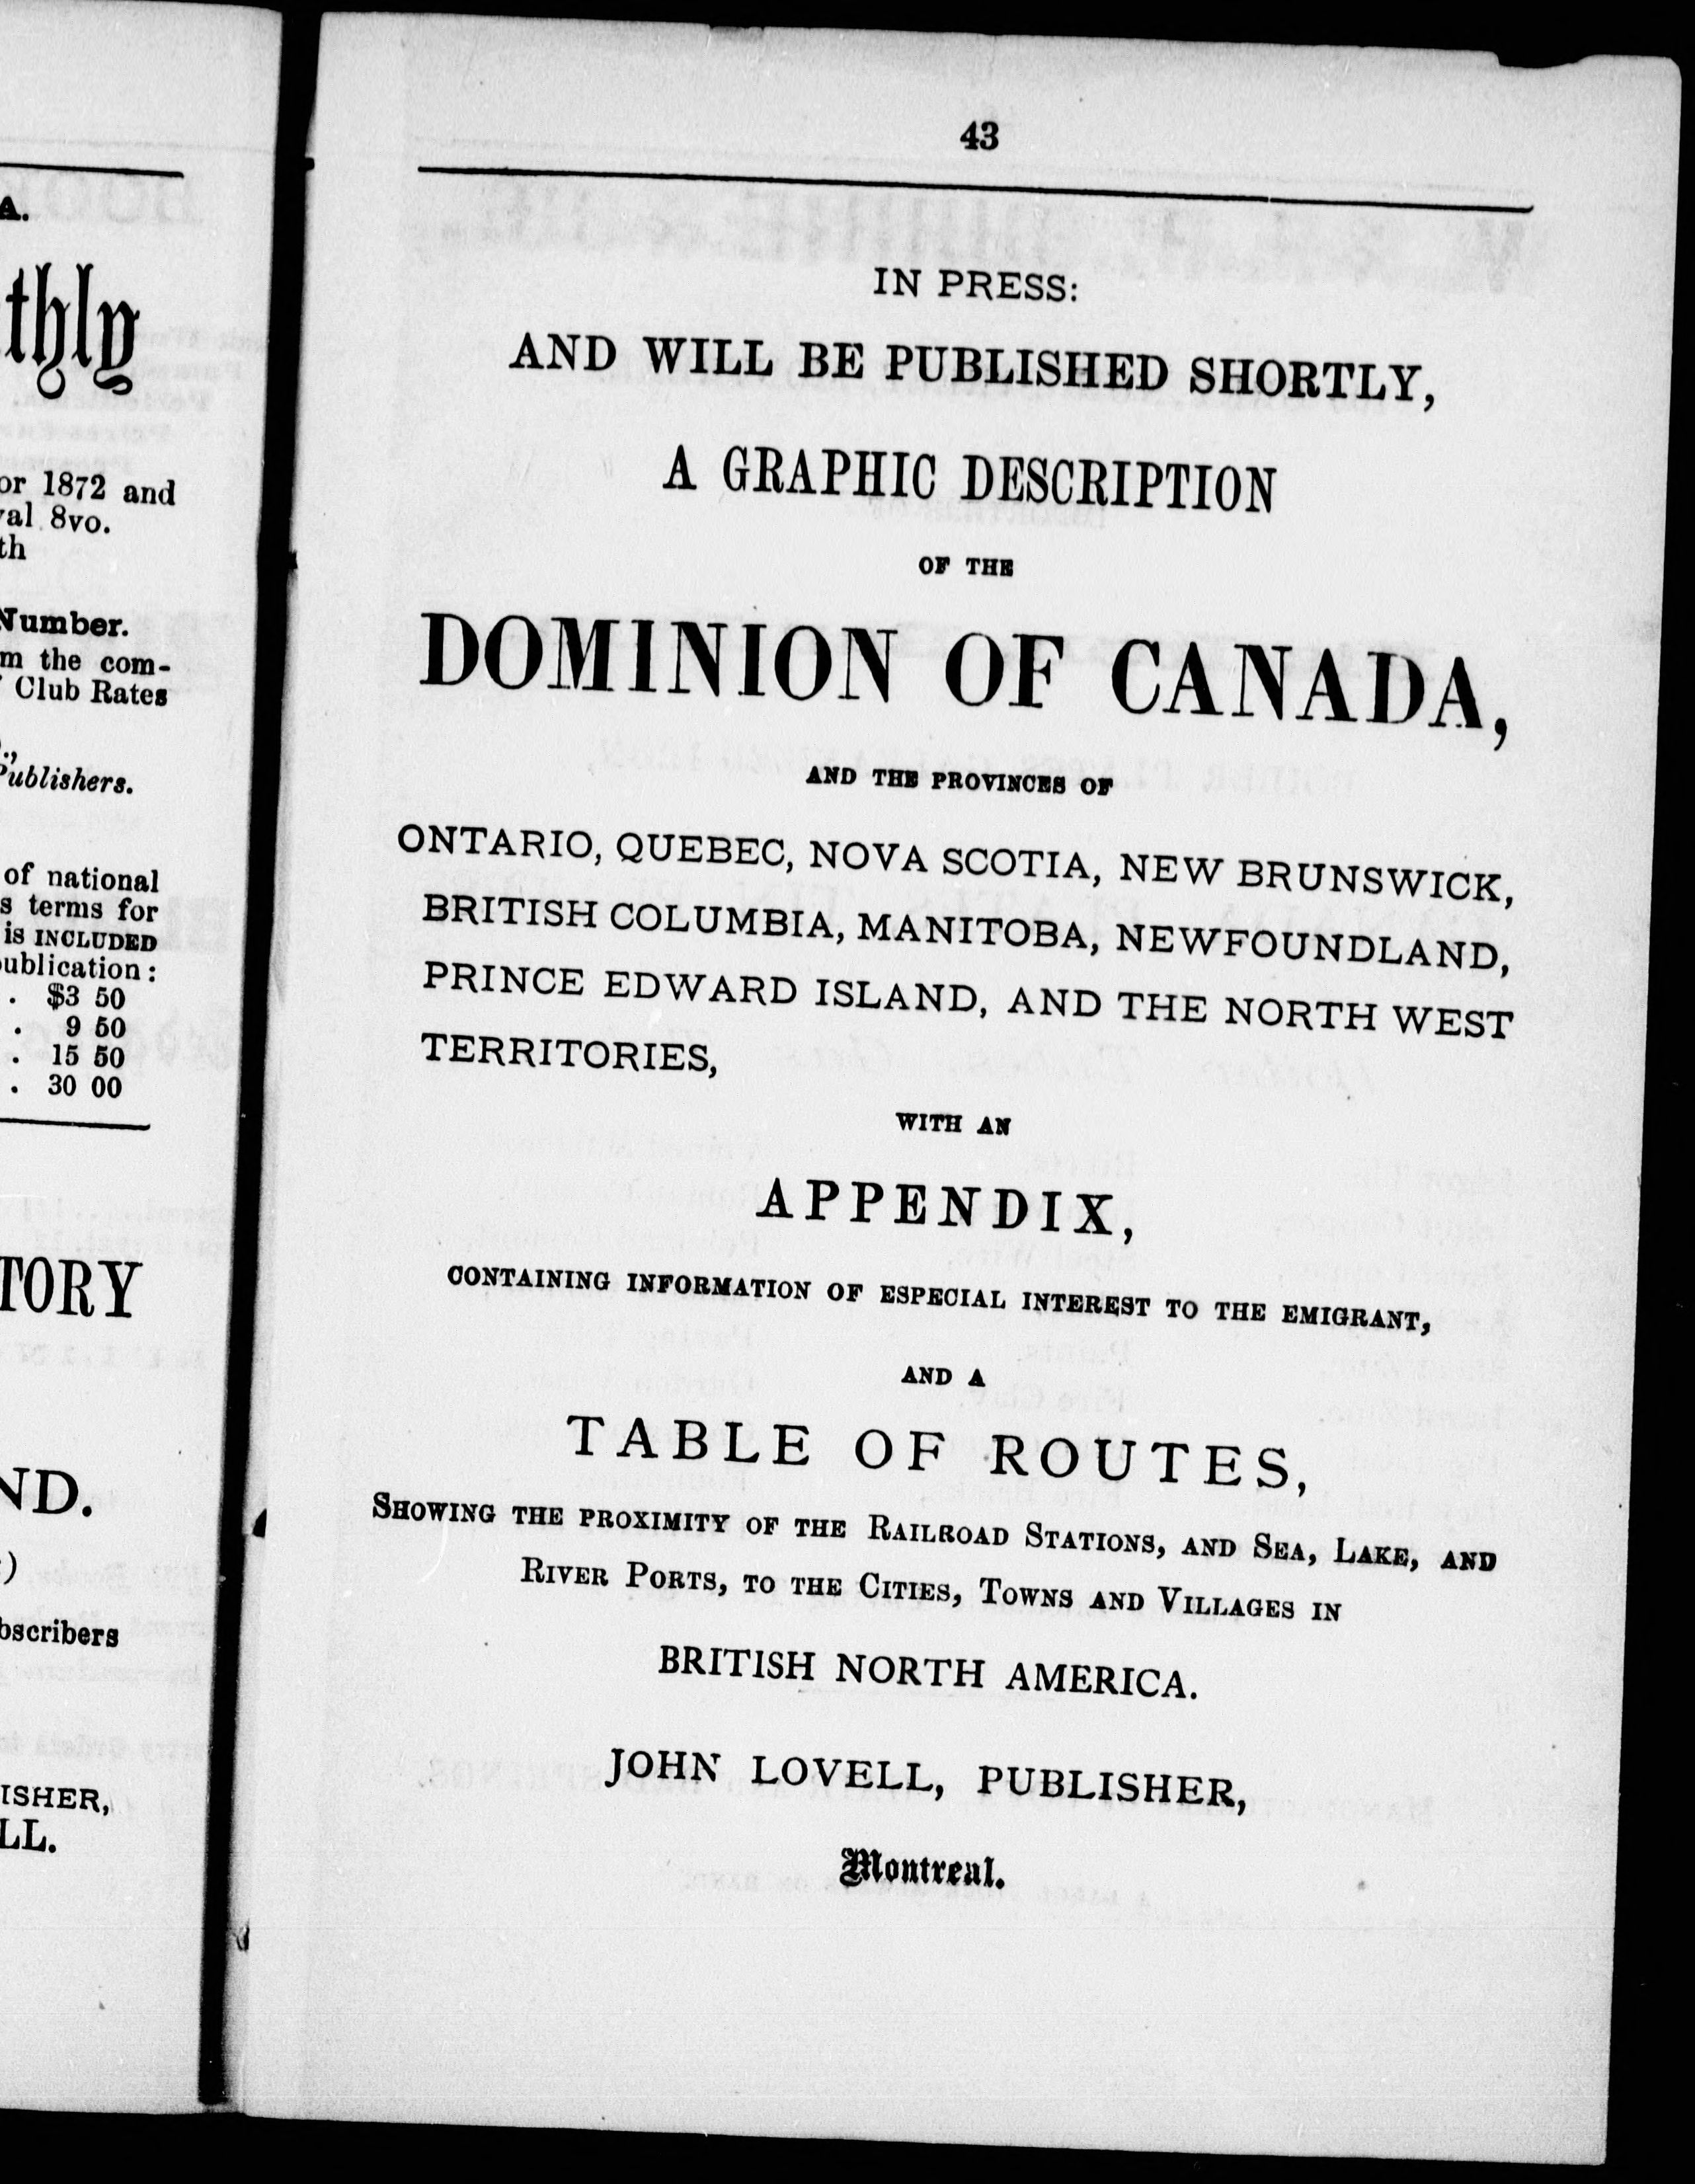 A.
thly
or 1872 and
val 8vo.
th
Number.
m the com-
Club Rates
Publishers.
of national
s terms for
is INCLUDED
publication:
. $3 50
. 9 50
. 15 50
. 30 00
TORY
ND.
bscribers
ISHER,
LL.
43
IN PRESS:
AND WILL BE PUBLISHED SHORTLY,
A GRAPHIC DESCRIPTION
OF THE
DOMINION OF CANADA,
AND THE PROVINCES OF
ONTARIO, QUEBEC, NOVA SCOTIA, NEW BRUNSWICK,
BRITISH COLUMBIA, MANITOBA, NEWFOUNDLAND,
PRINCE EDWARD ISLAND, AND THE NORTH WEST
TERRITORIES,
WITH AN
APPENDIX,
CONTAINING INFORMATION OF ESPECIAL INTEREST TO THE EMIGRANT,
AND A
TABLE OF ROUTES,
SHOWING THE PROXIMITY OF THE RAILROAD STATIONS, AND SEA, LAKE, AND
RIVER PORTS, TO THE CITIES, TOWNS AND VILLAGES IN
BRITISH NORTH AMERICA.
JOHN LOVELL, PUBLISHER,
Montreal.